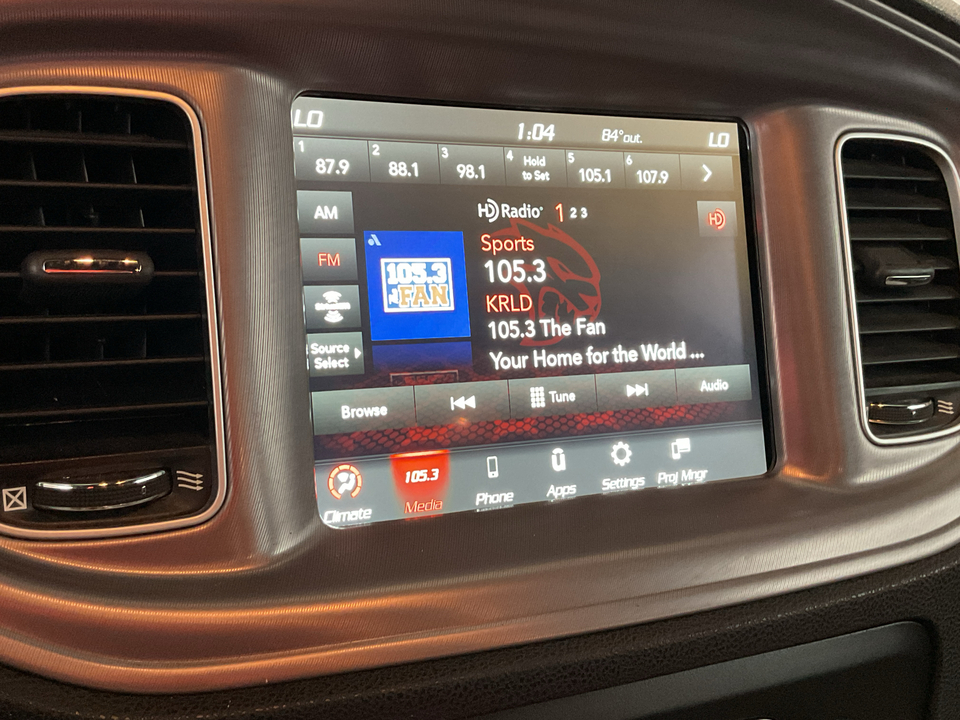 LO 1:04 84° out. LO
1 87.9 2 88.1 3 98.1 4 Hold to Set 5 105.1 6 107.9
AM
HD Radio 1 2 3
HD
FM
105.3
THE FAN
Sports
105.3
KRLD
105.3 The Fan
Your Home for the World ...
Source
Select
Browse Tune Audio
105.3
Climate Media Phone Apps Settings Proj Mngr